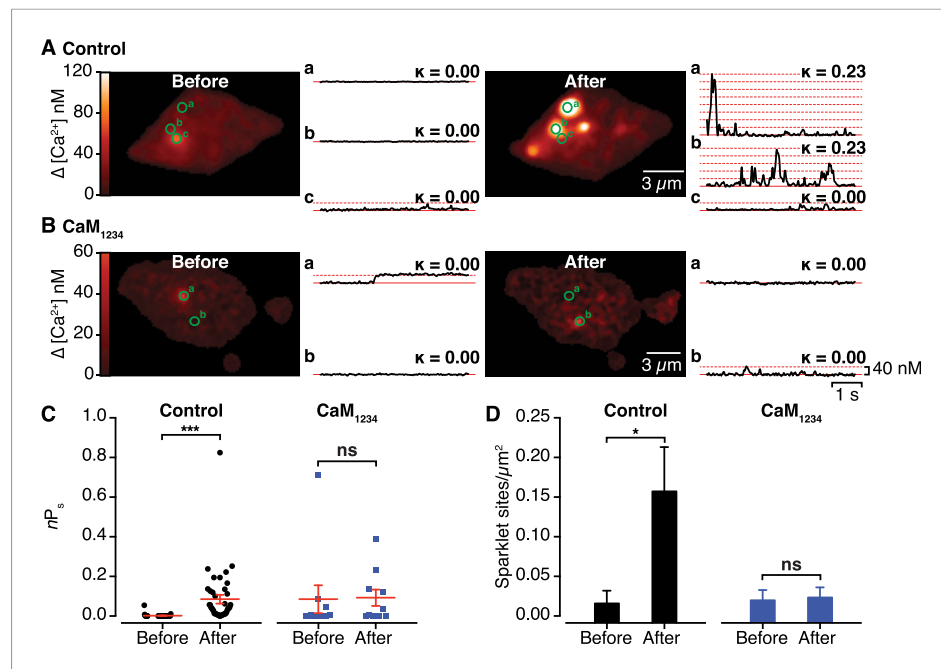 A Control
120
80
40
0
Δ [Ca²⁺] nM
Before
a
b
c
a
κ = 0.00
b
κ = 0.00
c
κ = 0.00
After
a
b
c
3 µm
a
κ = 0.23
b
κ = 0.23
c
κ = 0.00
B CaM₁₂₃₄
60
40
20
0
Δ [Ca²⁺] nM
Before
a
b
a
κ = 0.00
b
κ = 0.00
After
a
b
3 µm
a
κ = 0.00
b
κ = 0.00
40 nM
1 s
C
Control
CaM₁₂₃₄
1.0
0.8
0.6
0.4
0.2
0.0
nPₛ
***
ns
Before After
Before After
D
Control
CaM₁₂₃₄
0.25
0.20
0.15
0.10
0.05
0.00
Sparklet sites/µm²
*
ns
Before After
Before After